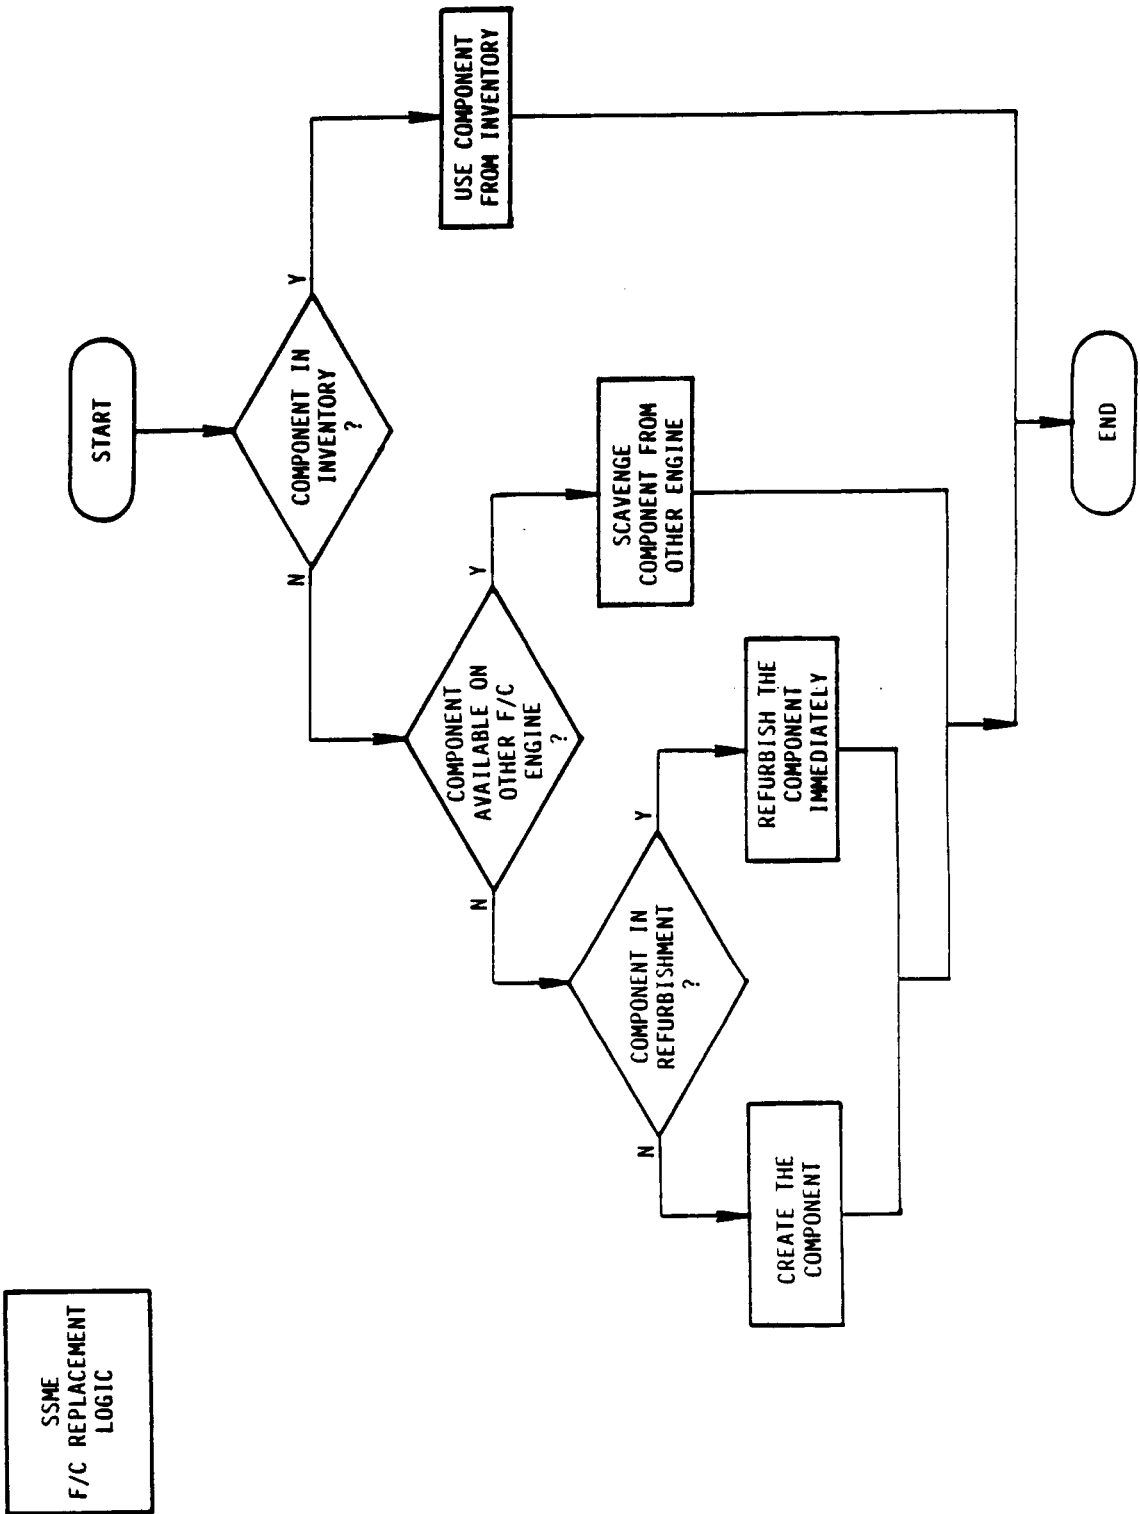 SSME
F/C REPLACEMENT
LOGIC
START
COMPONENT IN
INVENTORY
?
N
Y
USE COMPONENT
FROM INVENTORY
COMPONENT
AVAILABLE ON
OTHER F/C
ENGINE
?
N
Y
SCAVENGE
COMPONENT FROM
OTHER ENGINE
COMPONENT IN
REFURBISHMENT
?
N
Y
CREATE THE
COMPONENT
REFURBISH THE
COMPONENT
IMMEDIATELY
END